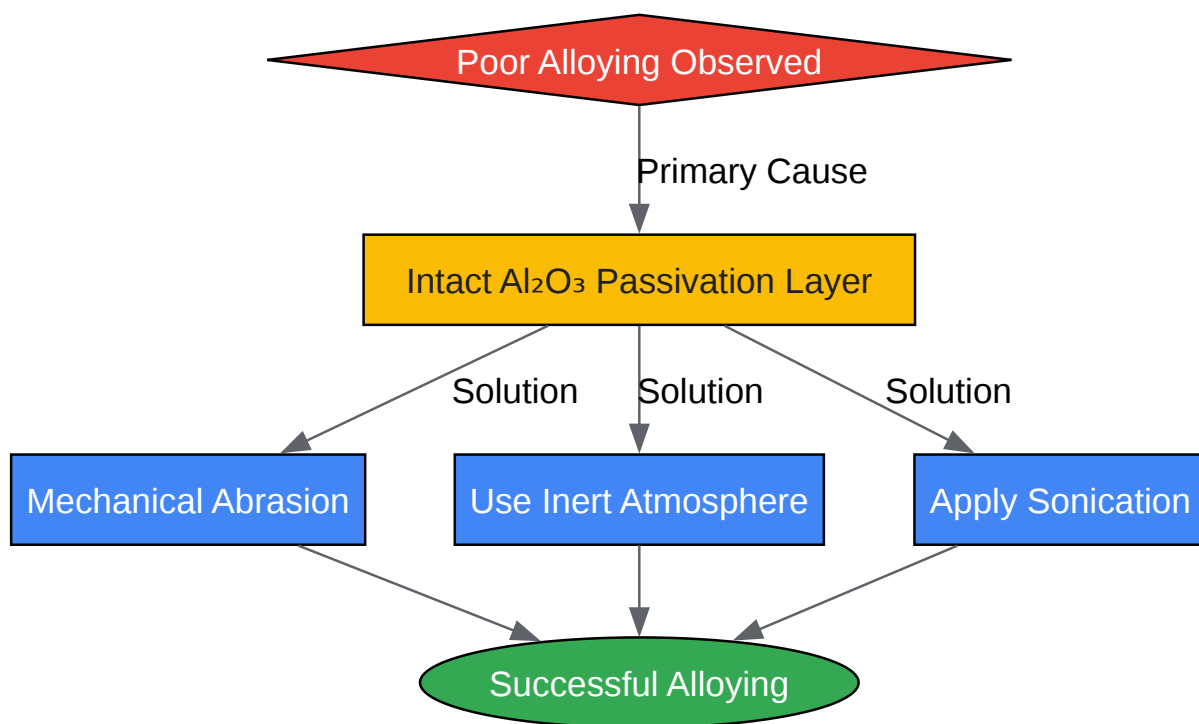 Poor Alloying Observed
Primary Cause
Intact Al₂O₃ Passivation Layer
Solution
Solution
Solution
Mechanical Abrasion
Use Inert Atmosphere
Apply Sonication
Successful Alloying